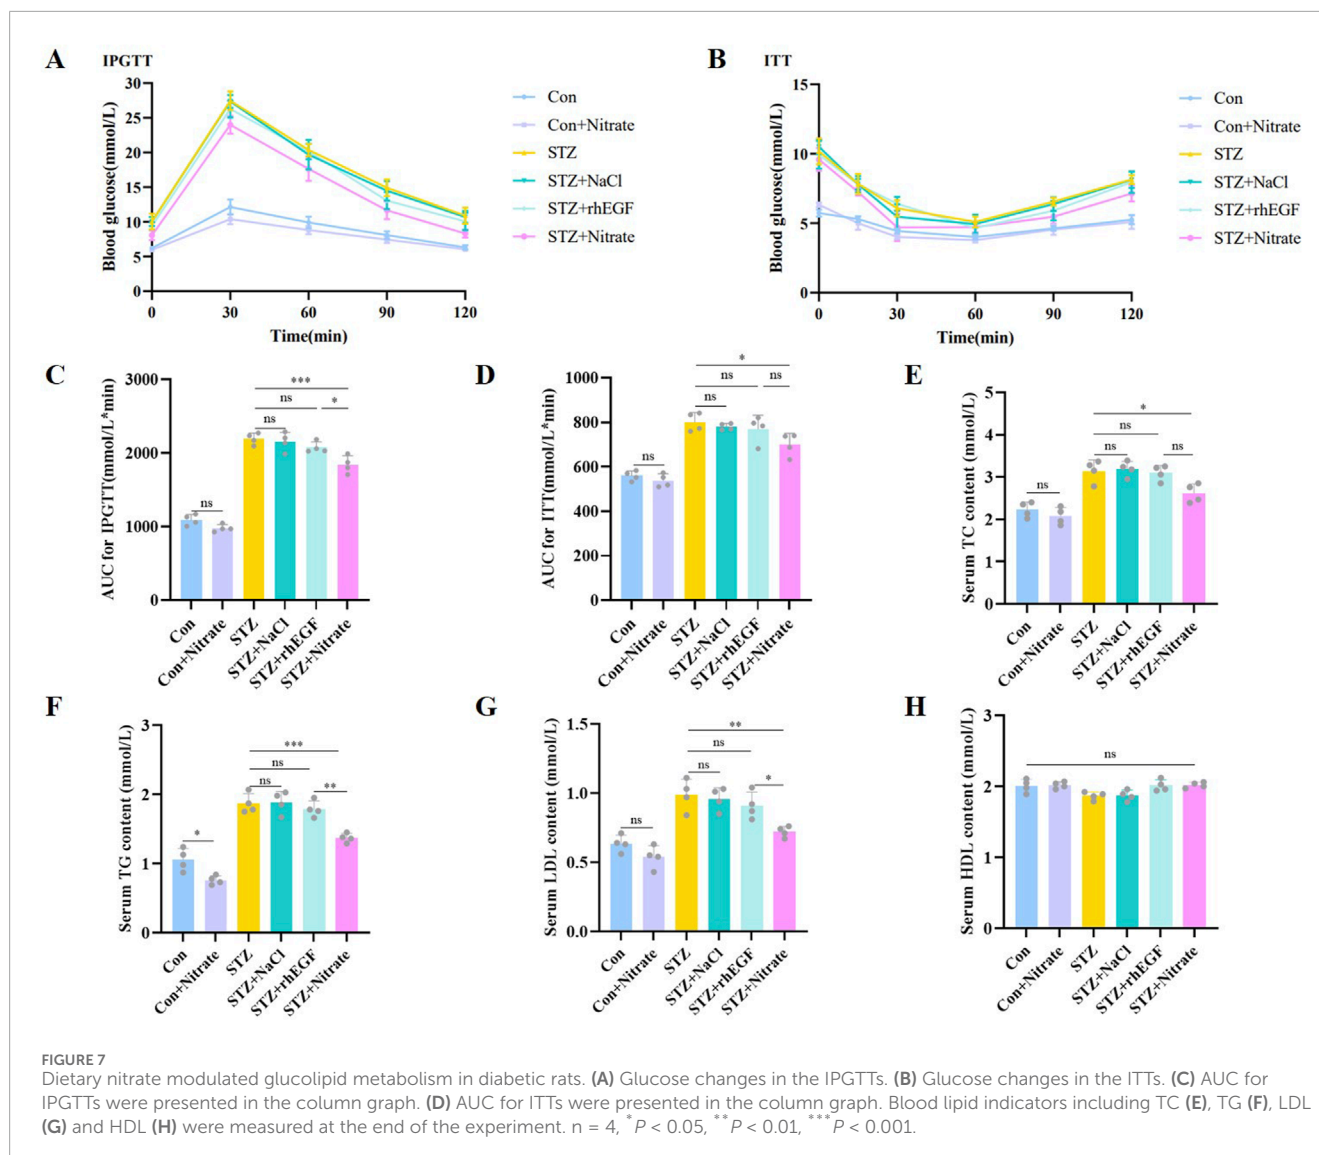 A IPGTT
30
25
20
15
10
5
0
Blood glucose(mmol/L)
0 30 60 90 120
Time(min)
Con
Con+Nitrate
STZ
STZ+NaCl
STZ+rhEGF
STZ+Nitrate
B ITT
15
10
5
0
Blood glucose(mmol/L)
0 30 60 90 120
Time(min)
Con
Con+Nitrate
STZ
STZ+NaCl
STZ+rhEGF
STZ+Nitrate
C
AUC for IPGTT(mmol/L*min)
3000
2000
1000
0
ns
ns
ns
***
*
Con
Con+Nitrate
STZ
STZ+NaCl
STZ+rhEGF
STZ+Nitrate
D
AUC for ITT(mmol/L*min)
1000
800
600
400
200
0
ns
ns
ns
*
ns
Con
Con+Nitrate
STZ
STZ+NaCl
STZ+rhEGF
STZ+Nitrate
E
Serum TC content (mmol/L)
5
4
3
2
1
0
ns
ns
ns
*
ns
Con
Con+Nitrate
STZ
STZ+NaCl
STZ+rhEGF
STZ+Nitrate
F
Serum TG content (mmol/L)
3
2
1
0
*
ns
ns
***
**
Con
Con+Nitrate
STZ
STZ+NaCl
STZ+rhEGF
STZ+Nitrate
G
Serum LDL content (mmol/L)
1.5
1.0
0.5
0.0
ns
ns
ns
**
*
Con
Con+Nitrate
STZ
STZ+NaCl
STZ+rhEGF
STZ+Nitrate
H
Serum HDL content (mmol/L)
3
2
1
0
ns
Con
Con+Nitrate
STZ
STZ+NaCl
STZ+rhEGF
STZ+Nitrate
FIGURE 7
Dietary nitrate modulated glucolipid metabolism in diabetic rats. (A) Glucose changes in the IPGTTs. (B) Glucose changes in the ITTs. (C) AUC for
IPGTTs were presented in the column graph. (D) AUC for ITTs were presented in the column graph. Blood lipid indicators including TC (E), TG (F), LDL
(G) and HDL (H) were measured at the end of the experiment. n = 4, *P < 0.05, **P < 0.01, ***P < 0.001.